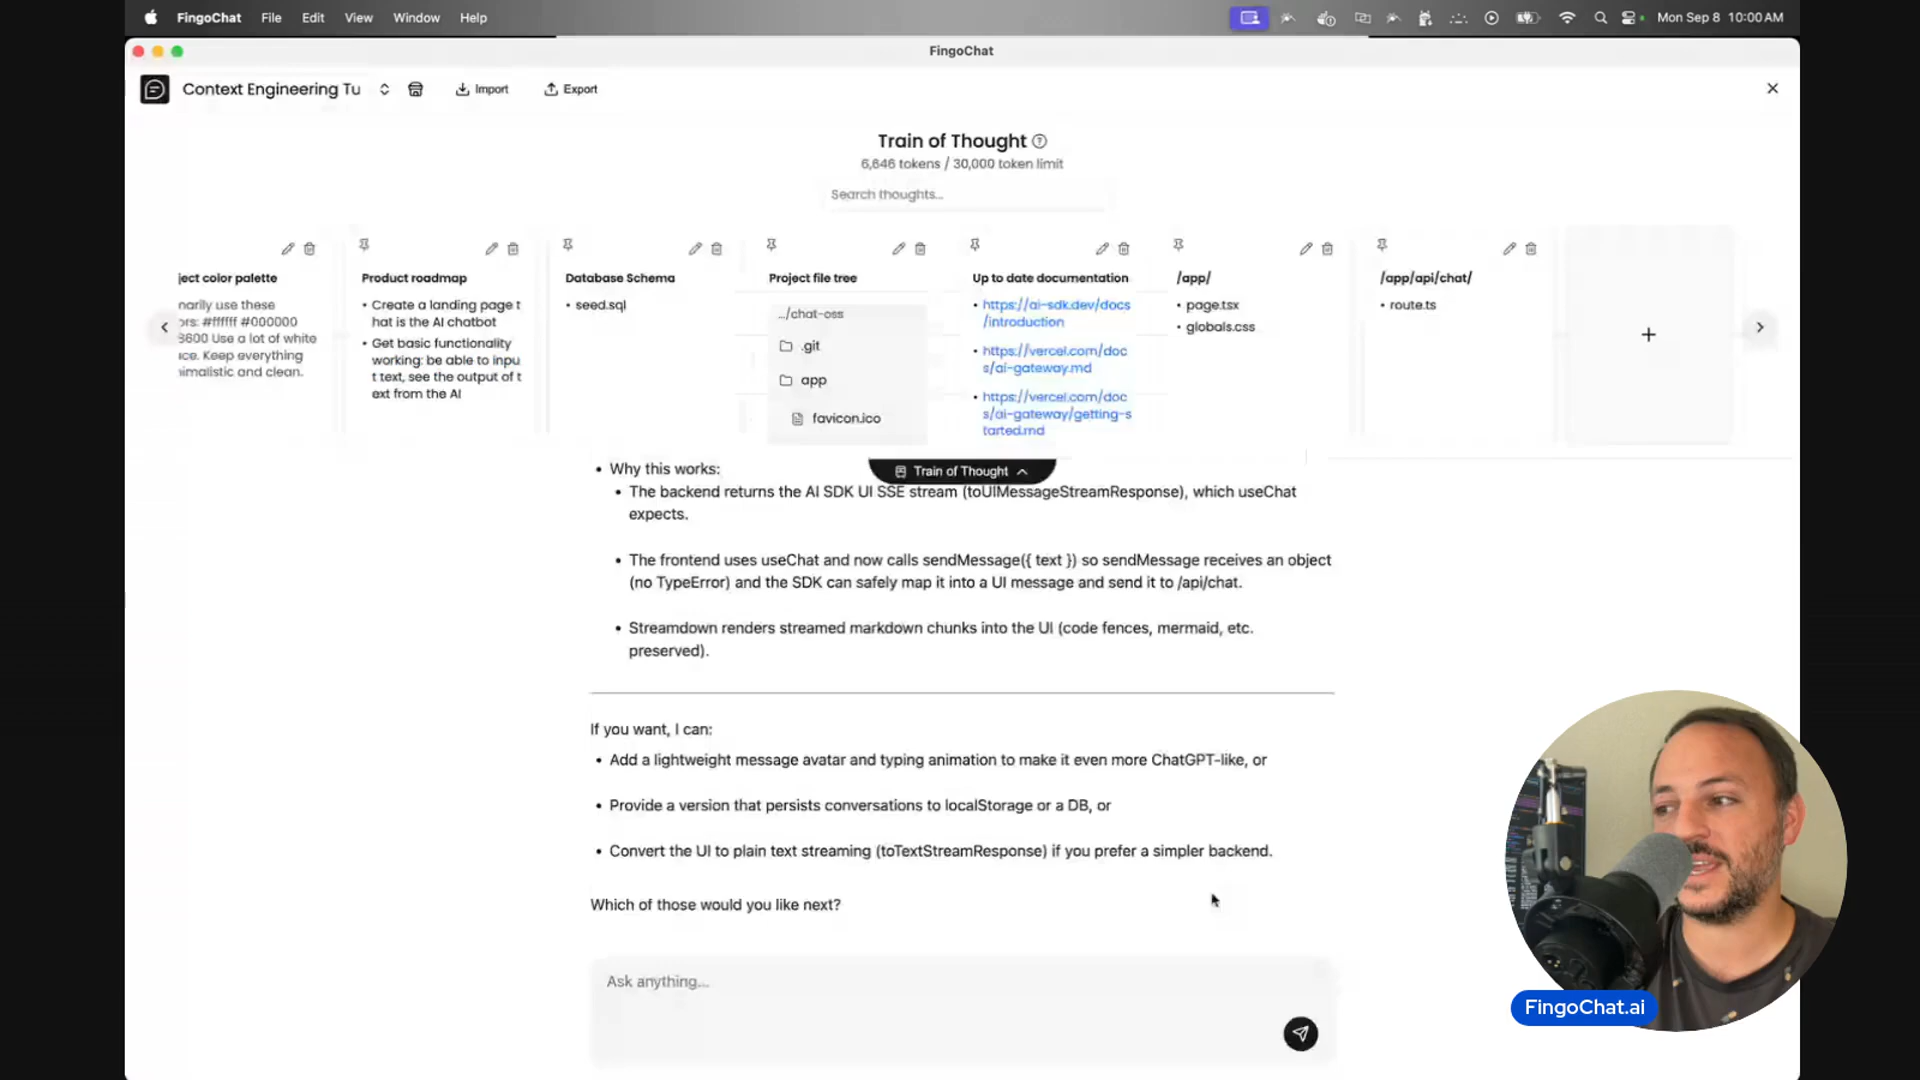 FingoChat File Edit View Window Help
Mon Sep 8 10:00 AM
FingoChat
Context Engineering Tu
Import
Export
Train of Thought
6,646 tokens / 30,000 token limit
Search thoughts...
ject color palette
narily use these
ors: #ffffff #000000
3600 Use a lot of white
ice. Keep everything
nimalistic and clean.
Product roadmap
• Create a landing page t
hat is the AI chatbot
• Get basic functionality
working: be able to inpu
t text, see the output of t
ext from the AI
Database Schema
• seed.sql
Project file tree
.../chat-oss
.git
app
favicon.ico
Up to date documentation
• https://ai-sdk.dev/docs
/introduction
• https://vercel.com/doc
s/ai-gateway.md
• https://vercel.com/doc
s/ai-gateway/getting-s
tarted.md
/app/
• page.tsx
• globals.css
/app/api/chat/
• route.ts
Train of Thought
• Why this works:
• The backend returns the AI SDK UI SSE stream (toUIMessageStreamResponse), which useChat
expects.
• The frontend uses useChat and now calls sendMessage({ text }) so sendMessage receives an object
(no TypeError) and the SDK can safely map it into a UI message and send it to /api/chat.
• Streamdown renders streamed markdown chunks into the UI (code fences, mermaid, etc.
preserved).
If you want, I can:
• Add a lightweight message avatar and typing animation to make it even more ChatGPT-like, or
• Provide a version that persists conversations to localStorage or a DB, or
• Convert the UI to plain text streaming (toTextStreamResponse) if you prefer a simpler backend.
Which of those would you like next?
Ask anything...
FingoChat.ai